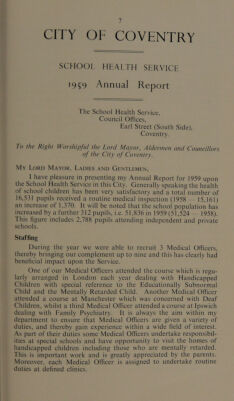 7
CITY OF COVENTRY
SCHOOL HEALTH SERVICE
1959 Annual Report
The School Health Service,
Council Offices,
Earl Street (South Side),
Coventry.
To the Right Worshipful the Lord Mayor, Aldermen and Councillors
of the City of Coventry.
MY LORD MAYOR, LADIES AND GENTLEMEN,
I have pleasure in presenting my Annual Report for 1959 upon
the School Health Service in this City. Generally speaking the health
of school children has been very satisfactory and a total number of
16,531 pupils received a routine medical inspection (1958 — 15,161)
an increase of 1,370. It will be noted that the school population has
increased by a further 312 pupils, i.e. 51,836 in 1959 (51,524 — 1958).
This figure includes 2,788 pupils attending independent and private
schools.
Staffing
During the year we were able to recruit 3 Medical Officers,
thereby bringing our complement up to nine and this has clearly had
beneficial impact upon the Service.
One of our Medical Officers attended the course which is regu-
larly arranged in London each year dealing with Handicapped
Children with special reference to the Educationally Subnormal
Child and the Mentally Retarded Child. Another Medical Officer
attended a course at Manchester which was concerned with Deaf
Children, whilst a third Medical Officer attended a course at Ipswich
dealing with Family Psychiatry. It is always the aim within my
department to ensure that Medical Officers are given a variety of
duties, and thereby gain experience within a wide field of interest.
As part of their duties some Medical Officers undertake responsibil-
ities at special schools and have opportunity to visit the homes of
handicapped children including those who are mentally retarded.
This is important work and is greatly appreciated by the parents.
Moreover, each Medical Officer is assigned to undertake routine
duties at defined clinics.